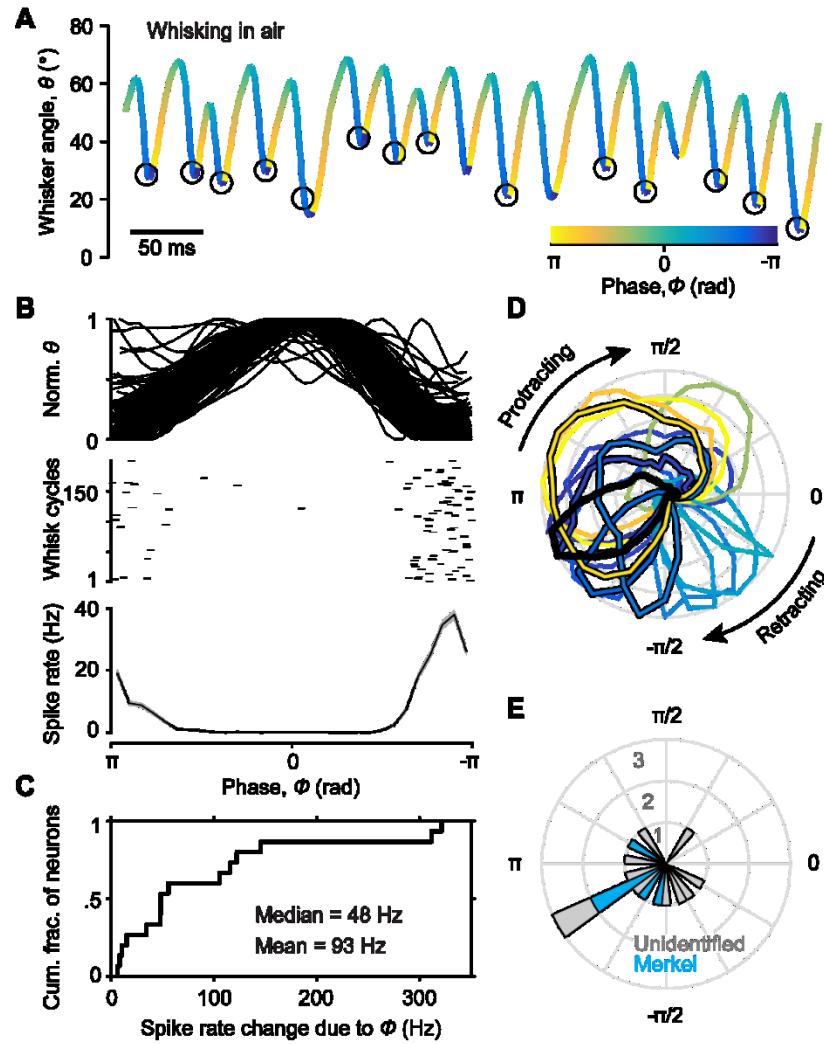 A
Whisking in air
80
60
40
20
0
Whisker angle, θ (°)
50 ms
π
0
-π
Phase, Φ (rad)
B
1
0
Norm. θ
150
1
Whisk cycles
40
20
0
Spike rate (Hz)
π
0
-π
Phase, Φ (rad)
C
1
.5
0
Cum. frac. of neurons
Median = 48 Hz
Mean = 93 Hz
0
100
200
300
Spike rate change due to Φ (Hz)
D
π/2
Protracting
π
0
Retracting
-π/2
E
π/2
3
2
1
π
0
Unidentified
Merkel
-π/2